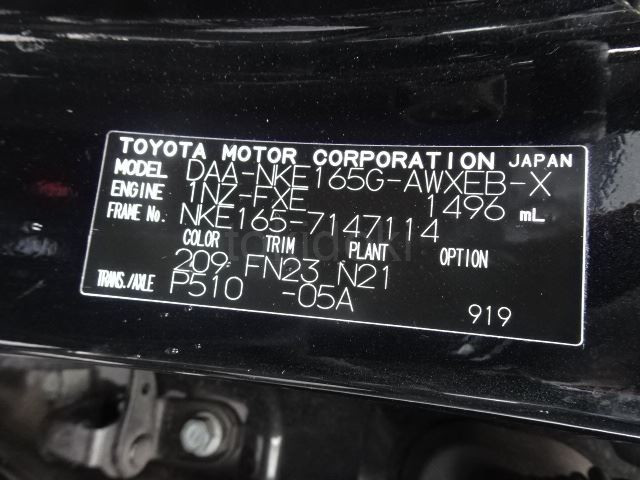 TOYOTA MOTOR CORPORATION JAPAN
MODEL DAA-NKE165G-AWXEB-X
ENGINE 1NZ-FXE 1496 mL
FRAME No. NKE165-7147114
COLOR TRIM PLANT OPTION
209 FN23 N21
TRANS./AXLE P510 -05A
919